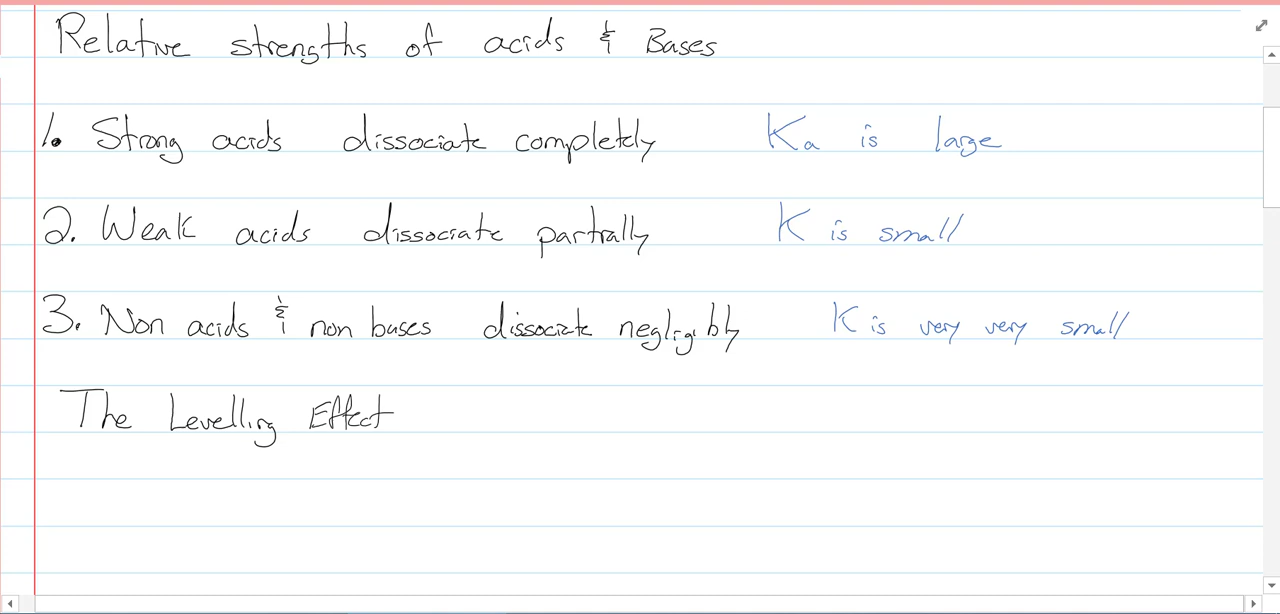 Relative strengths of acids & Bases
1. Strong acids dissociate completely Ka is large
2. Weak acids dissociate partially K is small
3. Non acids & non bases dissociate negligibly K is very very small
The Levelling Effect